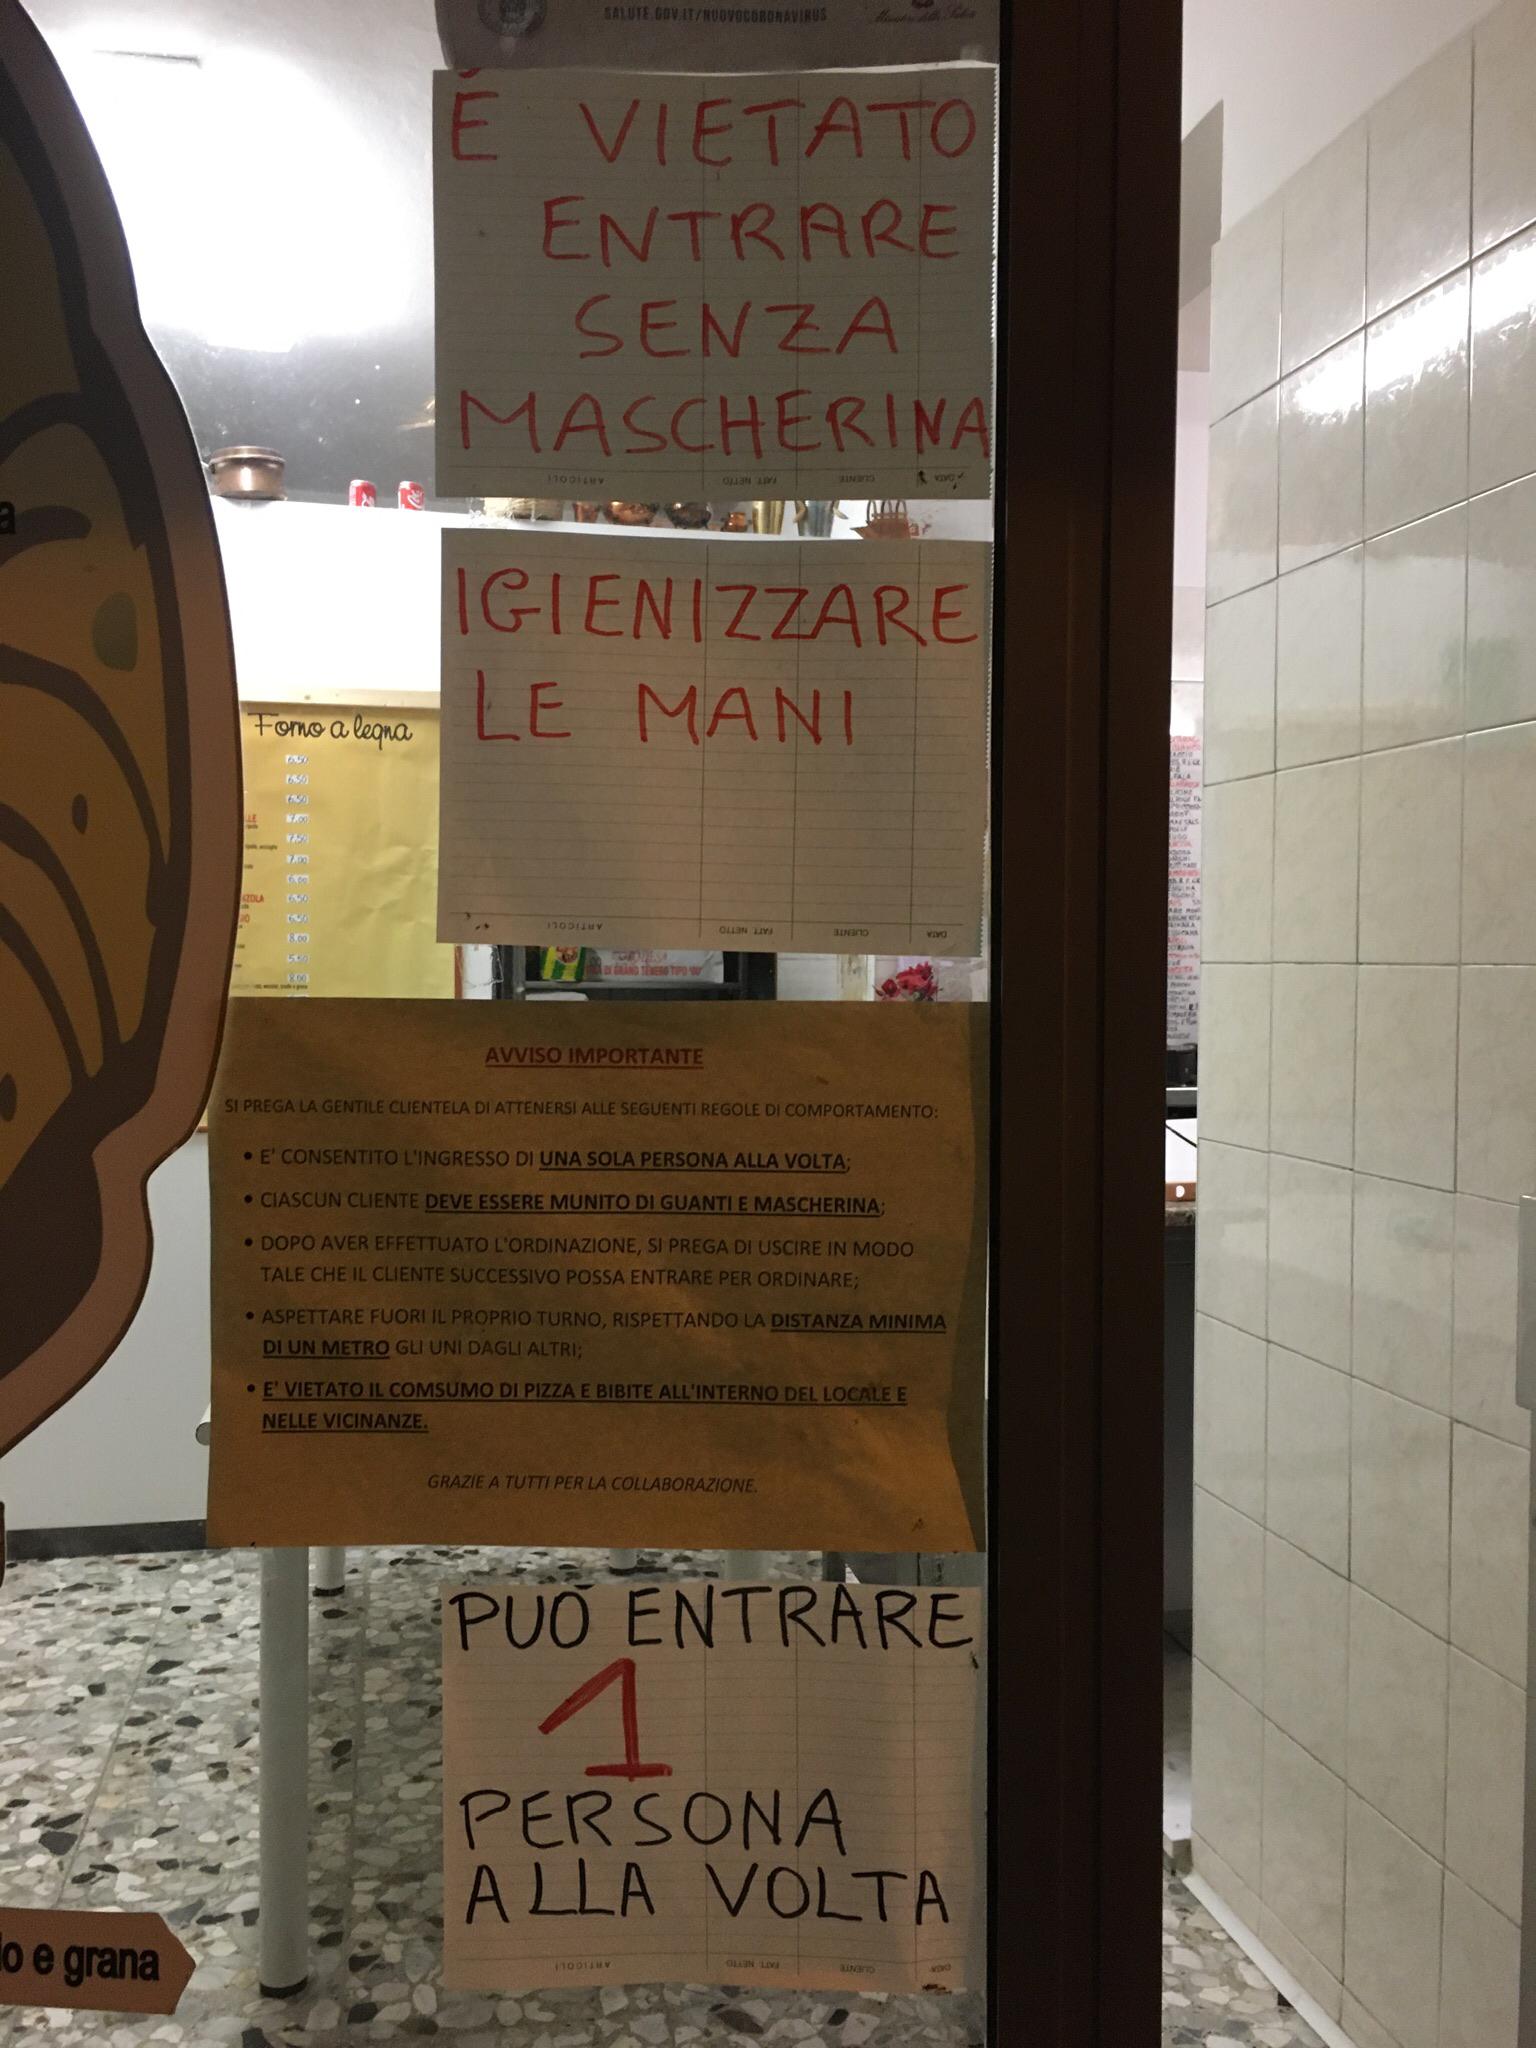 SALUTE.GOV.IT/NUOVOCORONAVIRUS
È VIETATO
ENTRARE
SENZA
MASCHERINA
ARTICOLI FATT. NETTO CLIENTE DATA
IGIENIZZARE
LE MANI
ARTICOLI FATT. NETTO CLIENTE DATA
Forno a legna
6.50
6.50
6.50
7.00
7.50
7.00
6.00
6.50
6.50
8.00
5.50
8.00
DI GRANO TENERO TIPO "00"
AVVISO IMPORTANTE
SI PREGA LA GENTILE CLIENTELA DI ATTENERSI ALLE SEGUENTI REGOLE DI COMPORTAMENTO:
• E' CONSENTITO L'INGRESSO DI UNA SOLA PERSONA ALLA VOLTA;
• CIASCUN CLIENTE DEVE ESSERE MUNITO DI GUANTI E MASCHERINA;
• DOPO AVER EFFETTUATO L'ORDINAZIONE, SI PREGA DI USCIRE IN MODO
TALE CHE IL CLIENTE SUCCESSIVO POSSA ENTRARE PER ORDINARE;
• ASPETTARE FUORI IL PROPRIO TURNO, RISPETTANDO LA DISTANZA MINIMA
DI UN METRO GLI UNI DAGLI ALTRI;
• E' VIETATO IL COMSUMO DI PIZZA E BIBITE ALL'INTERNO DEL LOCALE E
NELLE VICINANZE.
GRAZIE A TUTTI PER LA COLLABORAZIONE.
PUÒ ENTRARE
1
PERSONA
ALLA VOLTA
ARTICOLI FATT. NETTO CLIENTE DATA
e grana